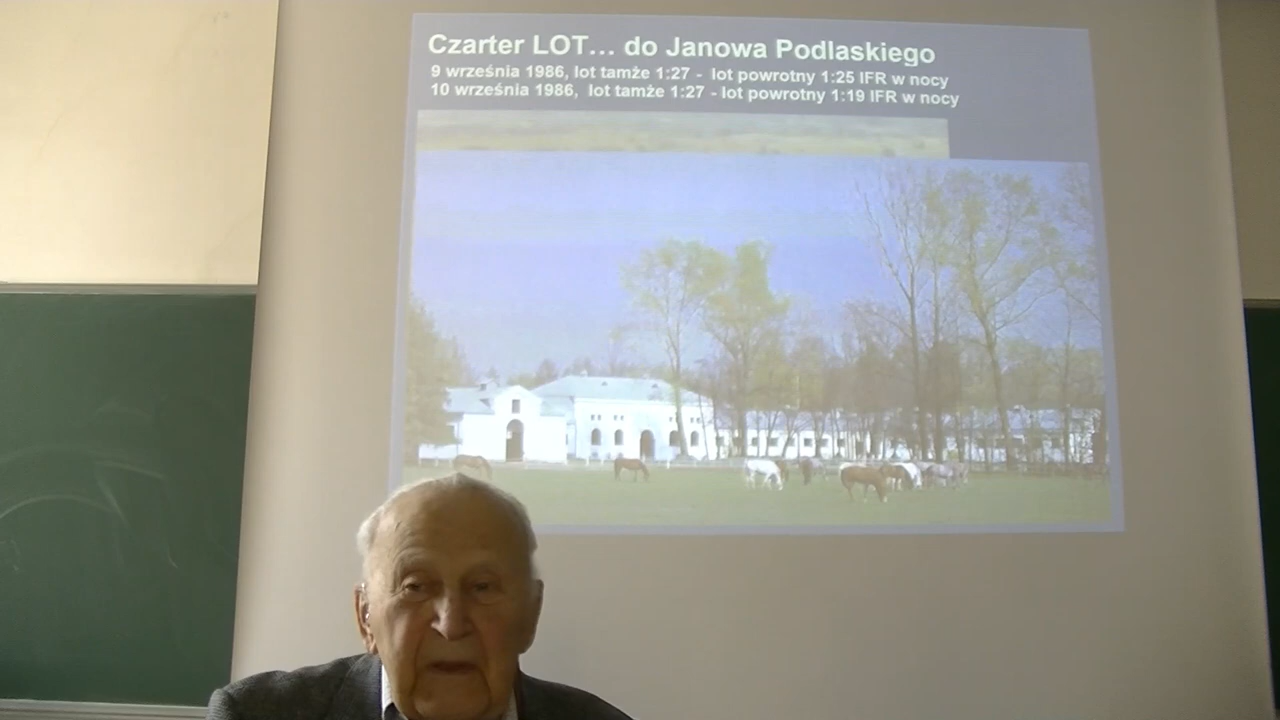 Czarter LOT... do Janowa Podlaskiego
9 września 1986, lot tamże 1:27 - lot powrotny 1:25 IFR w nocy
10 września 1986, lot tamże 1:27 - lot powrotny 1:19 IFR w nocy